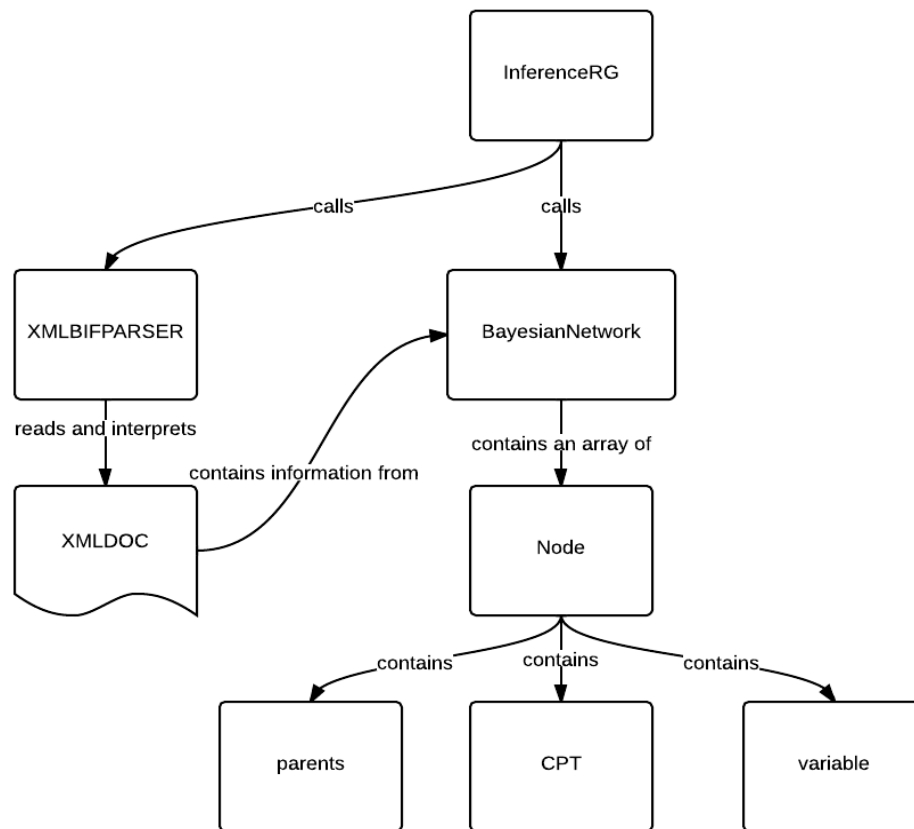 InferenceRG
calls
calls
XMLBIFPARSER
BayesianNetwork
reads and interprets
contains an array of
contains information from
XMLDOC
Node
contains
contains
contains
parents
CPT
variable